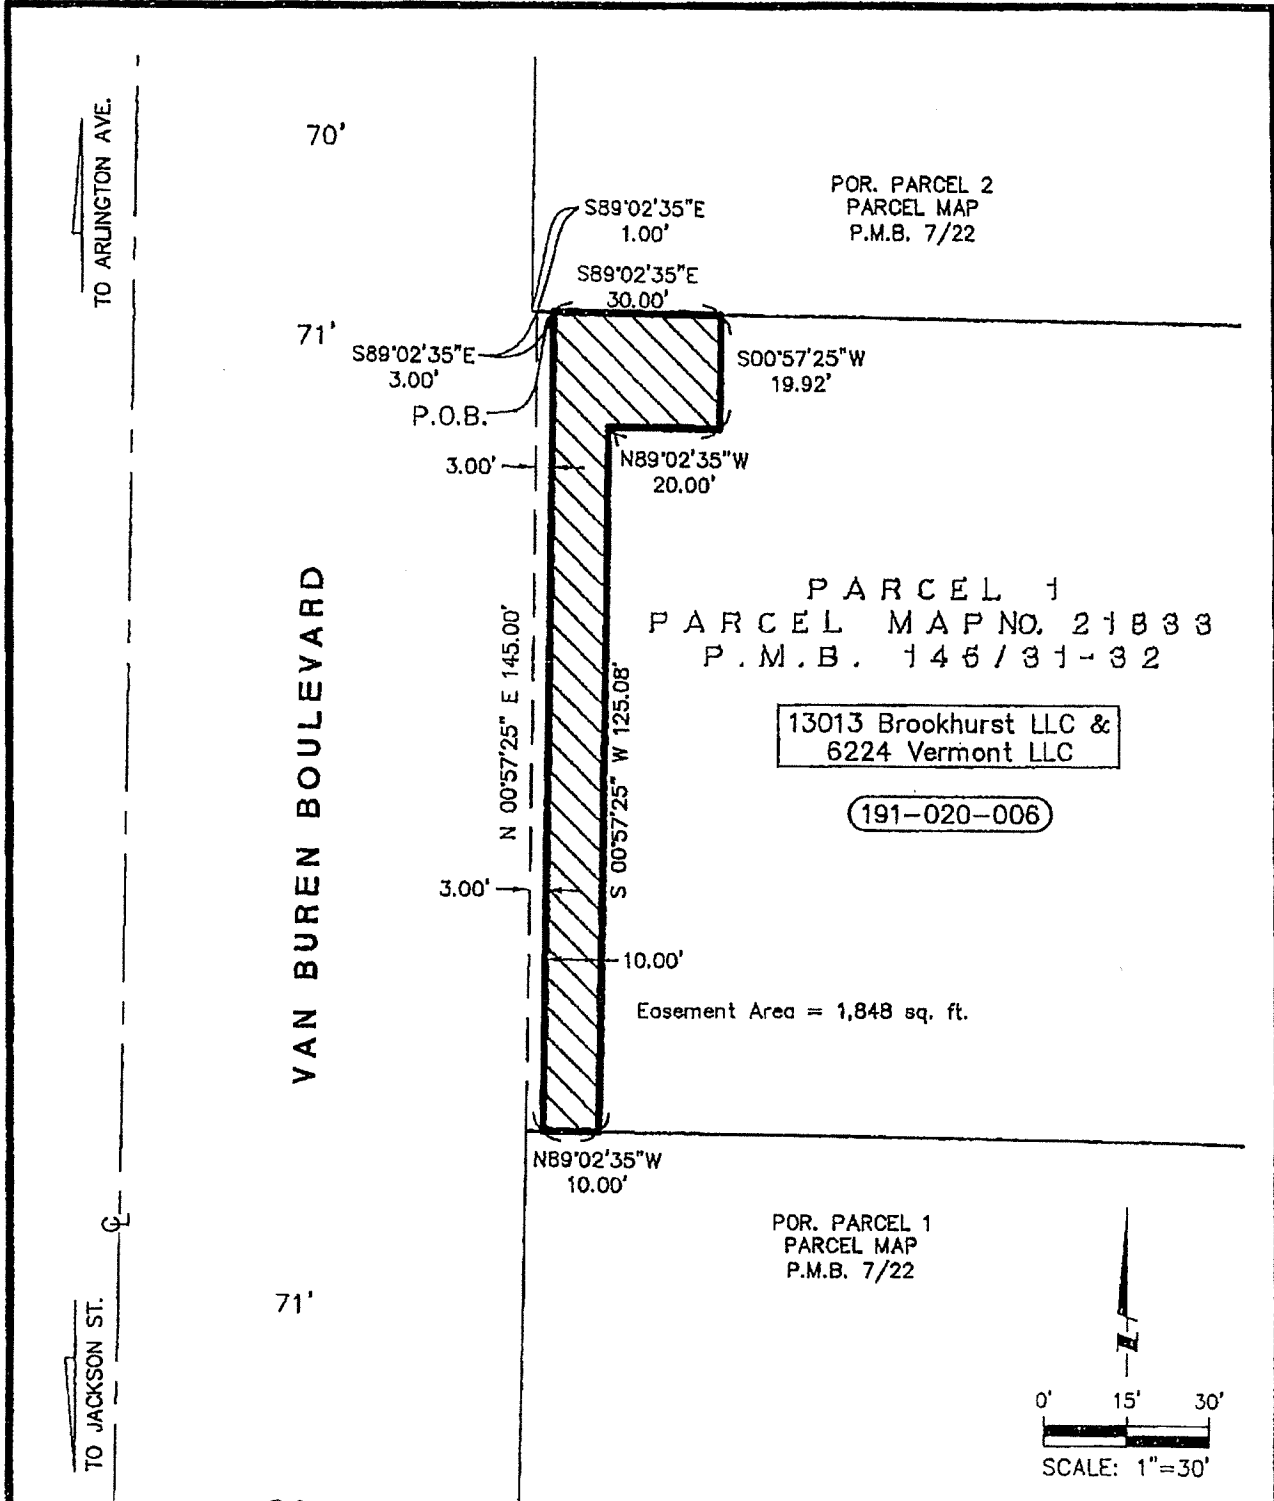 TO ARLINGTON AVE.
70'
POR. PARCEL 2
PARCEL MAP
P.M.B. 7/22
S89°02'35"E
1.00'
S89°02'35"E
30.00'
71'
S89°02'35"E
3.00'
P.O.B.
S00°57'25"W
19.92'
3.00'
N89°02'35"W
20.00'
VAN BUREN BOULEVARD
N 00°57'25" E 145.00'
S 00°57'25" W 125.08'
PARCEL 1
PARCEL MAP NO. 21833
P.M.B. 146/31-32
13013 Brookhurst LLC &
6224 Vermont LLC
191-020-006
3.00'
10.00'
Easement Area = 1,848 sq. ft.
N89°02'35"W
10.00'
POR. PARCEL 1
PARCEL MAP
P.M.B. 7/22
CL
71'
TO JACKSON ST.
N
0' 15' 30'
SCALE: 1"=30'